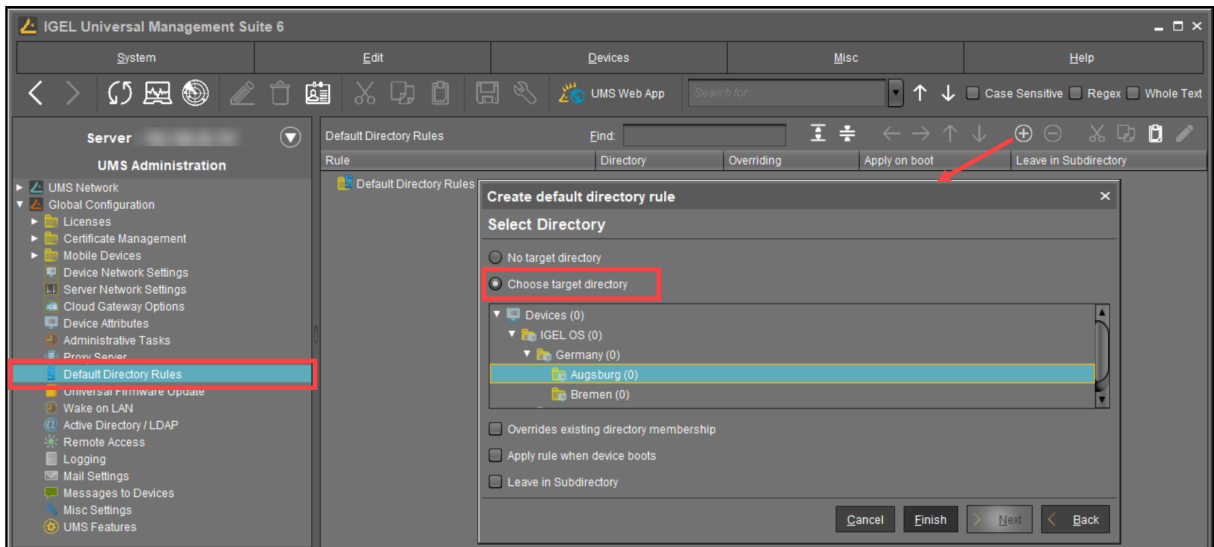 IGEL Universal Management Suite 6
System Edit Devices Misc Help
UMS Web App Search for... Case Sensitive Regex Whole Text
Server
UMS Administration
UMS Network
Global Configuration
Licenses
Certificate Management
Mobile Devices
Device Network Settings
Server Network Settings
Cloud Gateway Options
Device Attributes
Administrative Tasks
Proxy Server
Default Directory Rules
Universal Firmware Update
Wake on LAN
Active Directory / LDAP
Remote Access
Logging
Mail Settings
Messages to Devices
Misc Settings
UMS Features
Default Directory Rules Find:
Rule Directory Overriding Apply on boot Leave in Subdirectory
Default Directory Rules
Create default directory rule
Select Directory
No target directory
Choose target directory
Devices (0)
IGEL OS (0)
Germany (0)
Augsburg (0)
Bremen (0)
Overrides existing directory membership
Apply rule when device boots
Leave in Subdirectory
Cancel Finish Next Back